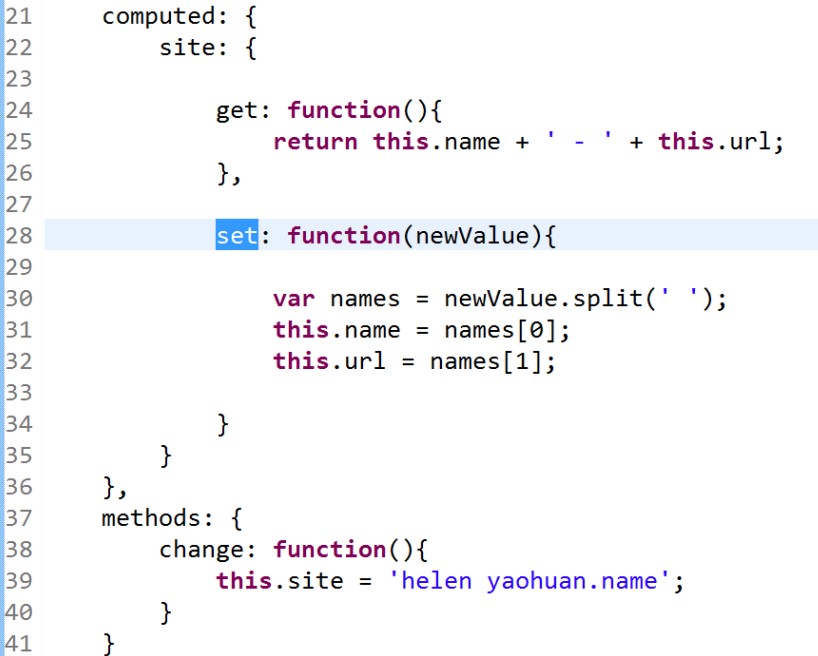 21 computed: {
22 site: {
23
24 get: function(){
25 return this.name + ' - ' + this.url;
26 },
27
28 set: function(newValue){
29
30 var names = newValue.split(' ');
31 this.name = names[0];
32 this.url = names[1];
33
34 }
35 }
36 },
37 methods: {
38 change: function(){
39 this.site = 'helen yaohuan.name';
40 }
41 }